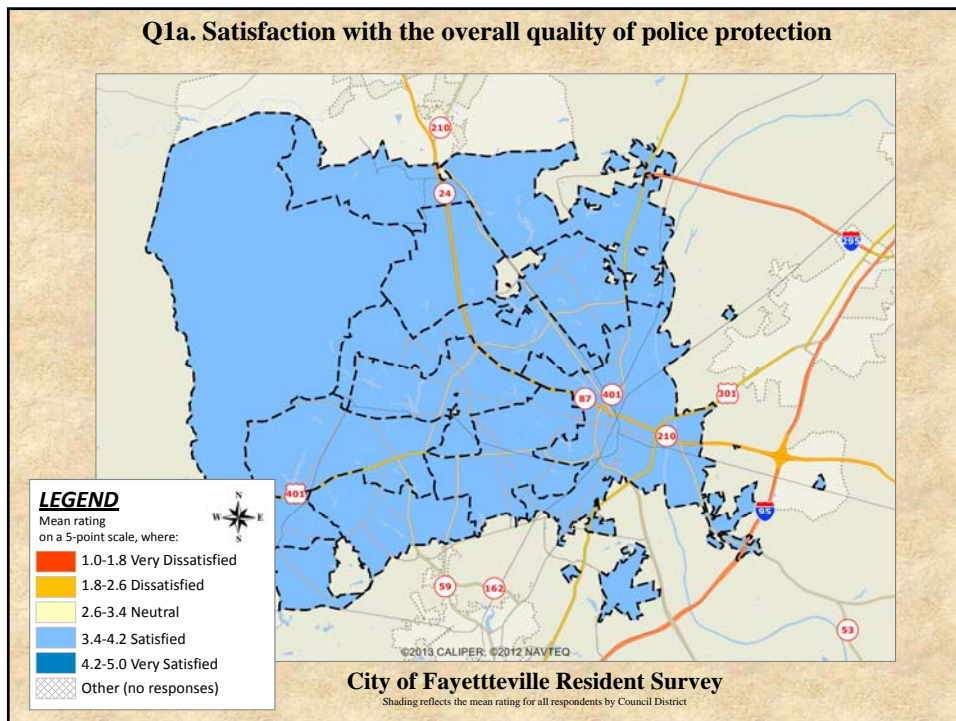 Q1a. Satisfaction with the overall quality of police protection
210
24
295
87
401
301
210
401
95
59
162
53
LEGEND
Mean rating
on a 5-point scale, where:
N
W E
S
1.0-1.8 Very Dissatisfied
1.8-2.6 Dissatisfied
2.6-3.4 Neutral
3.4-4.2 Satisfied
4.2-5.0 Very Satisfied
Other (no responses)
©2013 CALIPER; ©2012 NAVTEQ
City of Fayettteville Resident Survey
Shading reflects the mean rating for all respondents by Council District